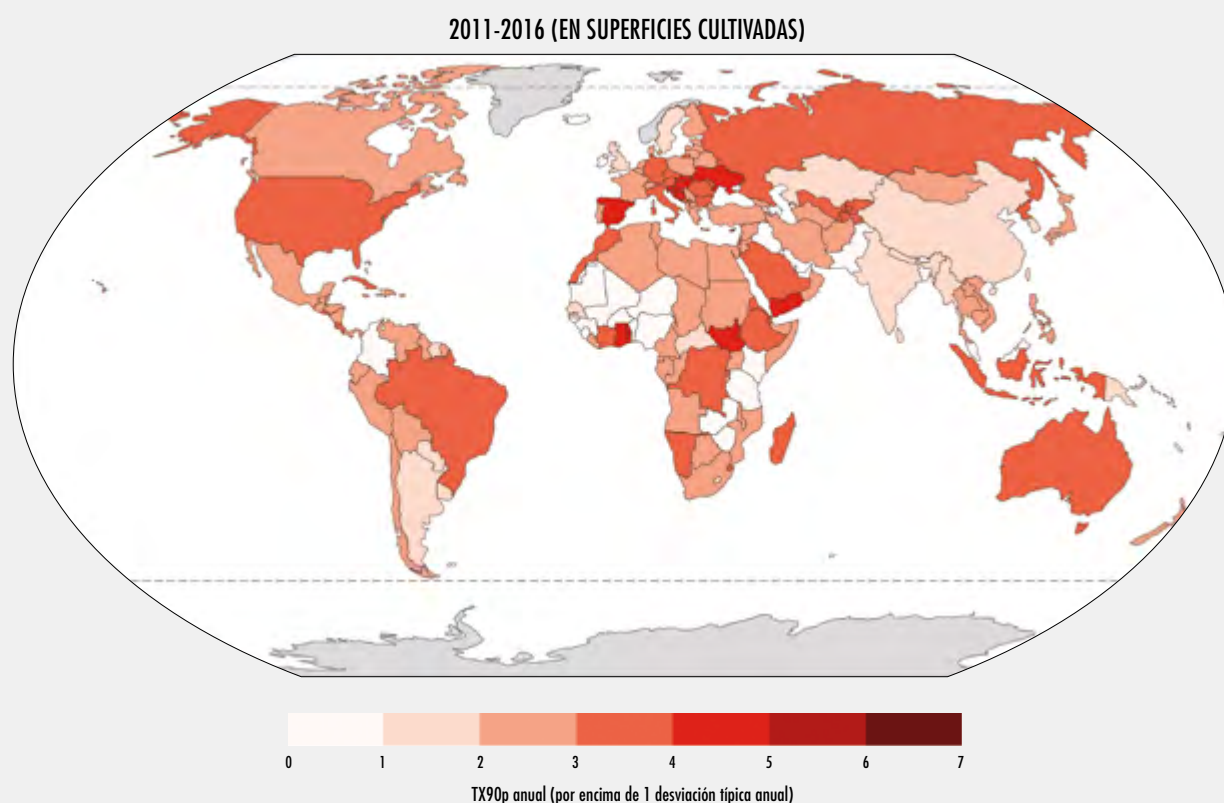 2011-2016 (EN SUPERFICIES CULTIVADAS)
0 1 2 3 4 5 6 7
TX90p anual (por encima de 1 desviación típica anual)